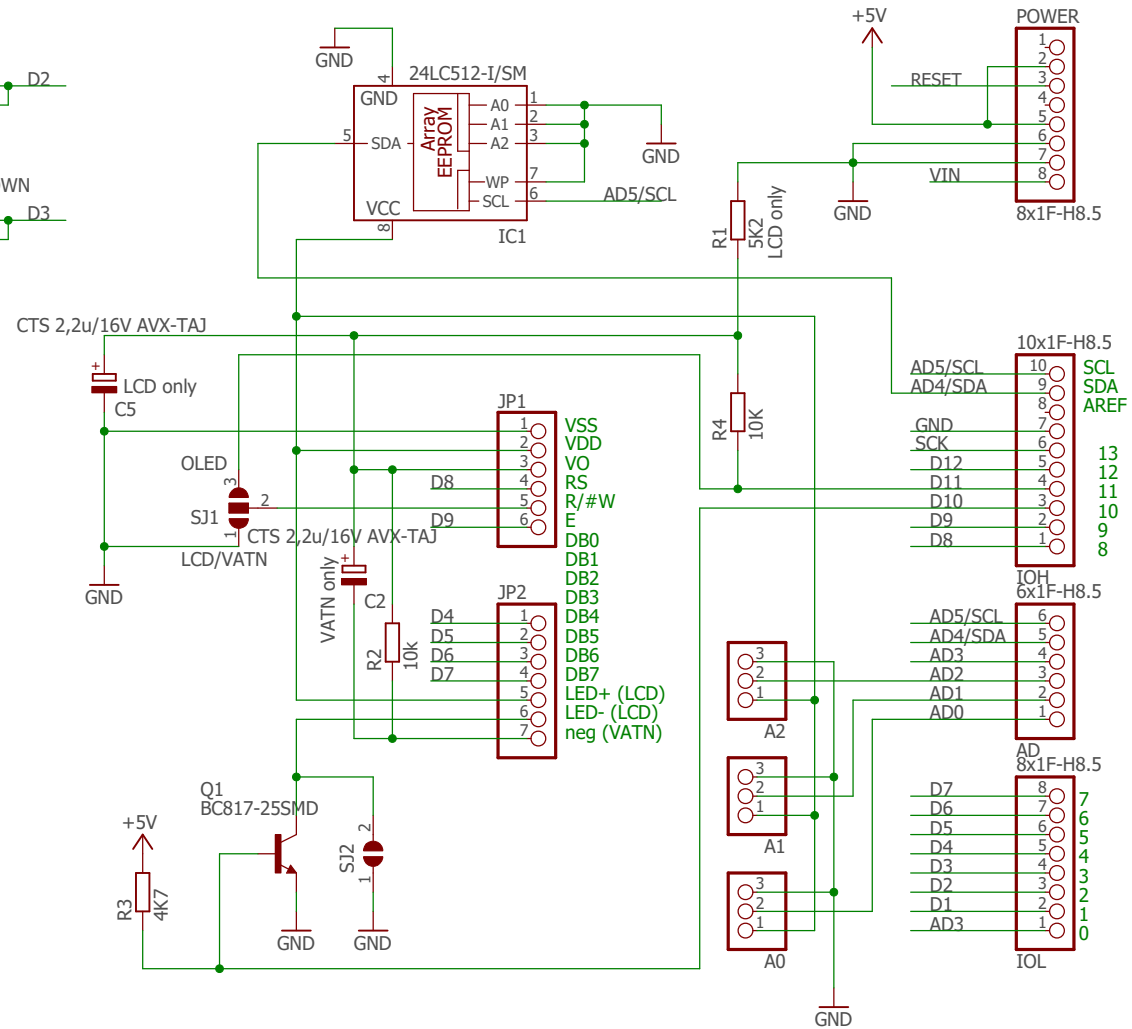 D2
WN
D3
GND
4
24LC512-I/SM
GND
5
SDA
Array
EEPROM
A0
A1
A2
WP
SCL
1
2
3
7
6
AD5/SCL
GND
VCC
8
IC1
+5V
POWER
1
2
3
4
5
6
7
8
RESET
VIN
GND
8x1F-H8.5
R1
5K2
LCD only
CTS 2,2u/16V AVX-TAJ
+
LCD only
C5
OLED
3
SJ1
2
1
LCD/VATN
GND
JP1
1
2
3
4
5
6
D8
D9
VSS
VDD
VO
RS
R/#W
E
DB0
DB1
DB2
DB3
DB4
DB5
DB6
DB7
LED+ (LCD)
LED- (LCD)
neg (VATN)
CTS 2,2u/16V AVX-TAJ
+
VATN only
C2
R2
10k
JP2
D4
D5
D6
D7
1
2
3
4
5
6
7
R4
10K
10x1F-H8.5
AD5/SCL
AD4/SDA
GND
SCK
D12
D11
D10
D9
D8
10
9
8
7
6
5
4
3
2
1
SCL
SDA
AREF
13
12
11
10
9
8
IOH
6x1F-H8.5
AD5/SCL
AD4/SDA
AD3
AD2
AD1
AD0
6
5
4
3
2
1
AD
8x1F-H8.5
D7
D6
D5
D4
D3
D2
D1
AD3
8
7
6
5
4
3
2
1
7
6
5
4
3
2
1
0
IOL
3
2
1
A2
3
2
1
A1
3
2
1
A0
GND
Q1
BC817-25SMD
+5V
R3
4K7
SJ2
2
1
GND
GND